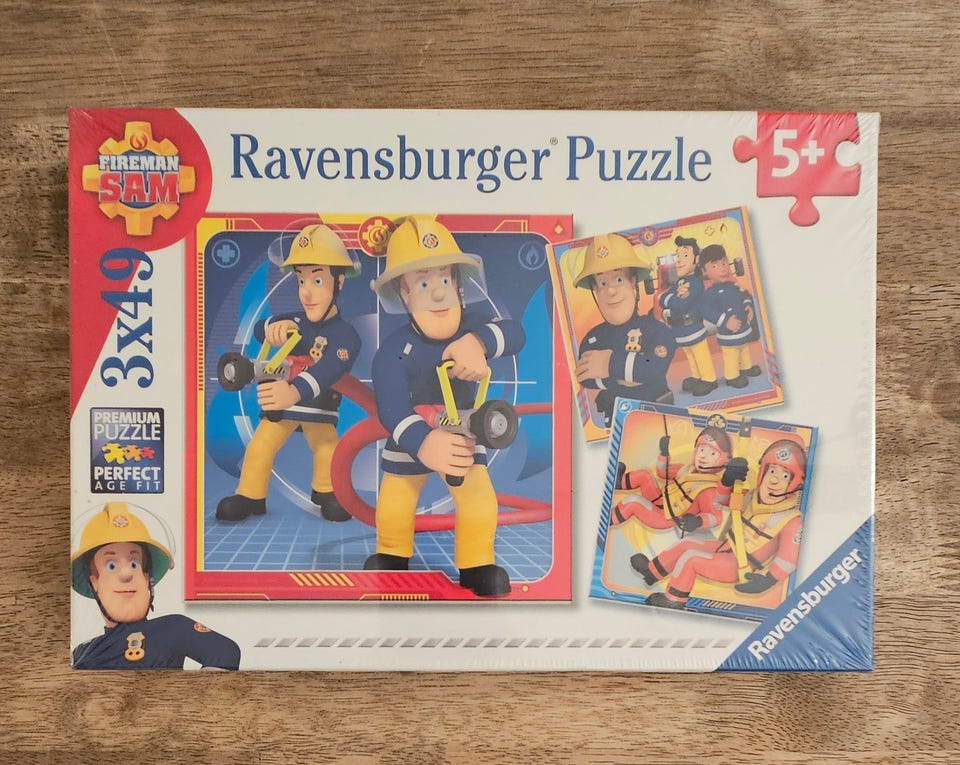 FIREMAN
SAM
Ravensburger® Puzzle
5+
3x49
PREMIUM
PUZZLE
PERFECT
AGE FIT
Ravensburger